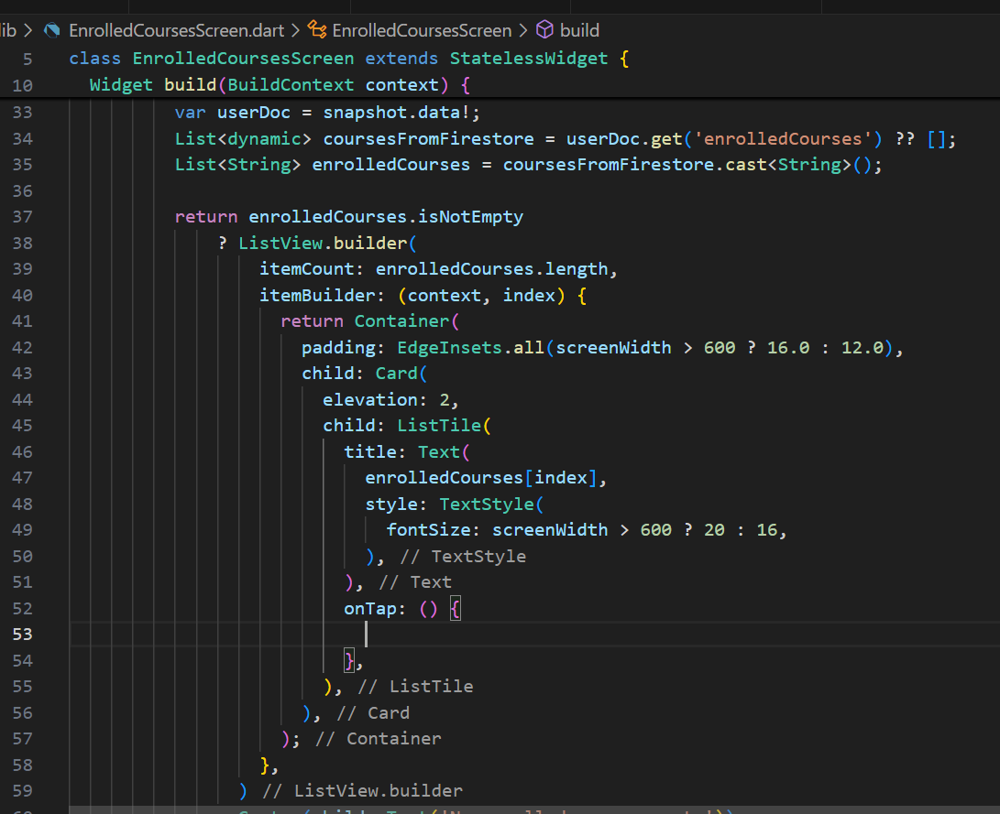 lib > EnrolledCoursesScreen.dart > EnrolledCoursesScreen > build
5 class EnrolledCoursesScreen extends StatelessWidget {
10 Widget build(BuildContext context) {
33 var userDoc = snapshot.data!;
34 List<dynamic> coursesFromFirestore = userDoc.get('enrolledCourses') ?? [];
35 List<String> enrolledCourses = coursesFromFirestore.cast<String>();
36
37 return enrolledCourses.isNotEmpty
38 ? ListView.builder(
39 itemCount: enrolledCourses.length,
40 itemBuilder: (context, index) {
41 return Container(
42 padding: EdgeInsets.all(screenWidth > 600 ? 16.0 : 12.0),
43 child: Card(
44 elevation: 2,
45 child: ListTile(
46 title: Text(
47 enrolledCourses[index],
48 style: TextStyle(
49 fontSize: screenWidth > 600 ? 20 : 16,
50 ), // TextStyle
51 ), // Text
52 onTap: () {
53
54 },
55 ), // ListTile
56 ), // Card
57 ); // Container
58 },
59 ) // ListView.builder